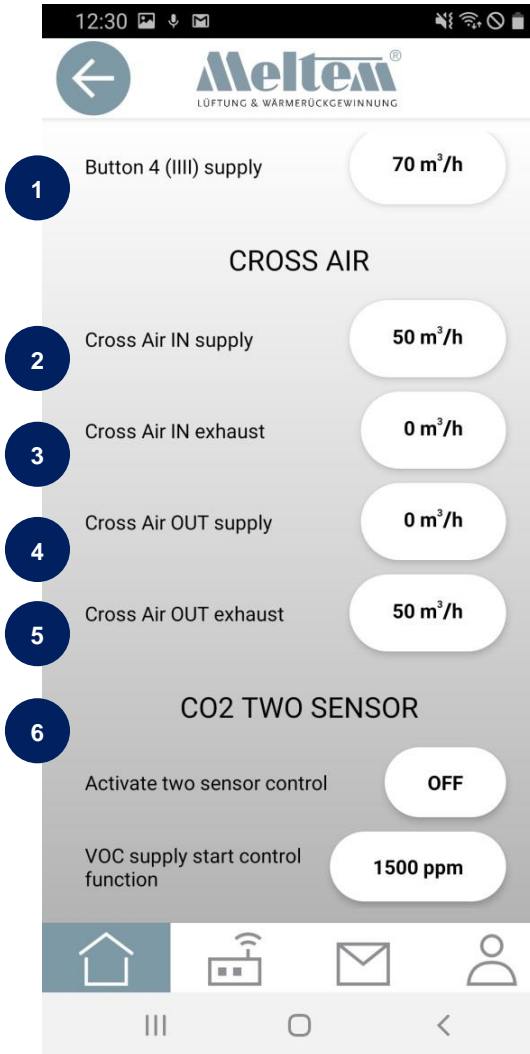 12:30
Meltem®
LÜFTUNG & WÄRMERÜCKGEWINNUNG
1
Button 4 (IIII) supply
70 m³/h
CROSS AIR
2
Cross Air IN supply
50 m³/h
3
Cross Air IN exhaust
0 m³/h
4
Cross Air OUT supply
0 m³/h
5
Cross Air OUT exhaust
50 m³/h
6
CO2 TWO SENSOR
Activate two sensor control
OFF
VOC supply start control
function
1500 ppm